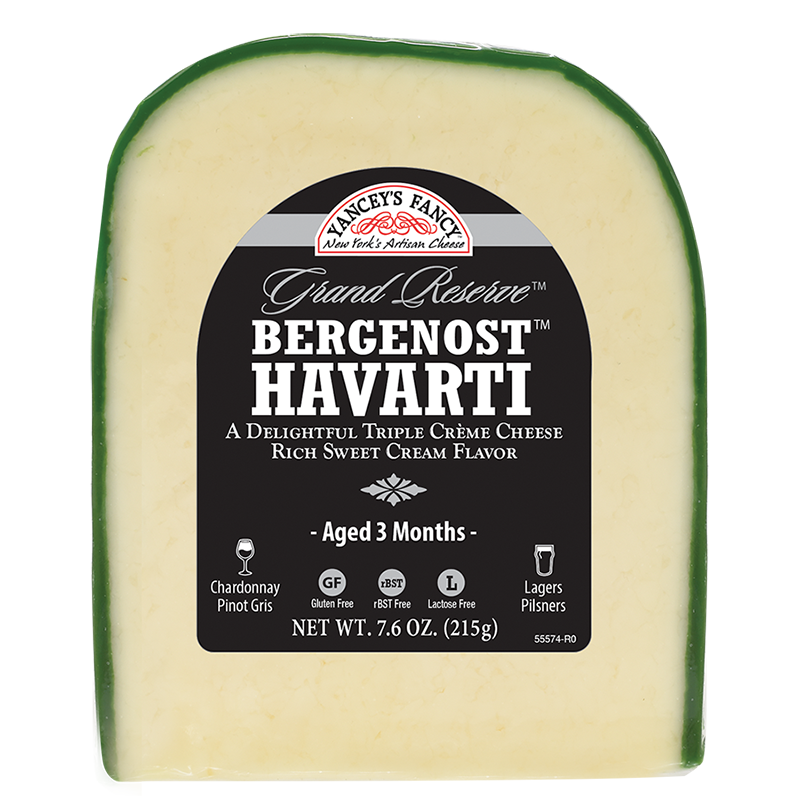 YANCEY'S FANCY®
New York's Artisan Cheese
Grand Reserve™
BERGENOST™
HAVARTI
A Delightful Triple Crème Cheese
Rich Sweet Cream Flavor
- Aged 3 Months -
Chardonnay
Pinot Gris
GF
Gluten Free
rBST
rBST Free
L
Lactose Free
Lagers
Pilsners
NET WT. 7.6 OZ. (215g)
55574-R0